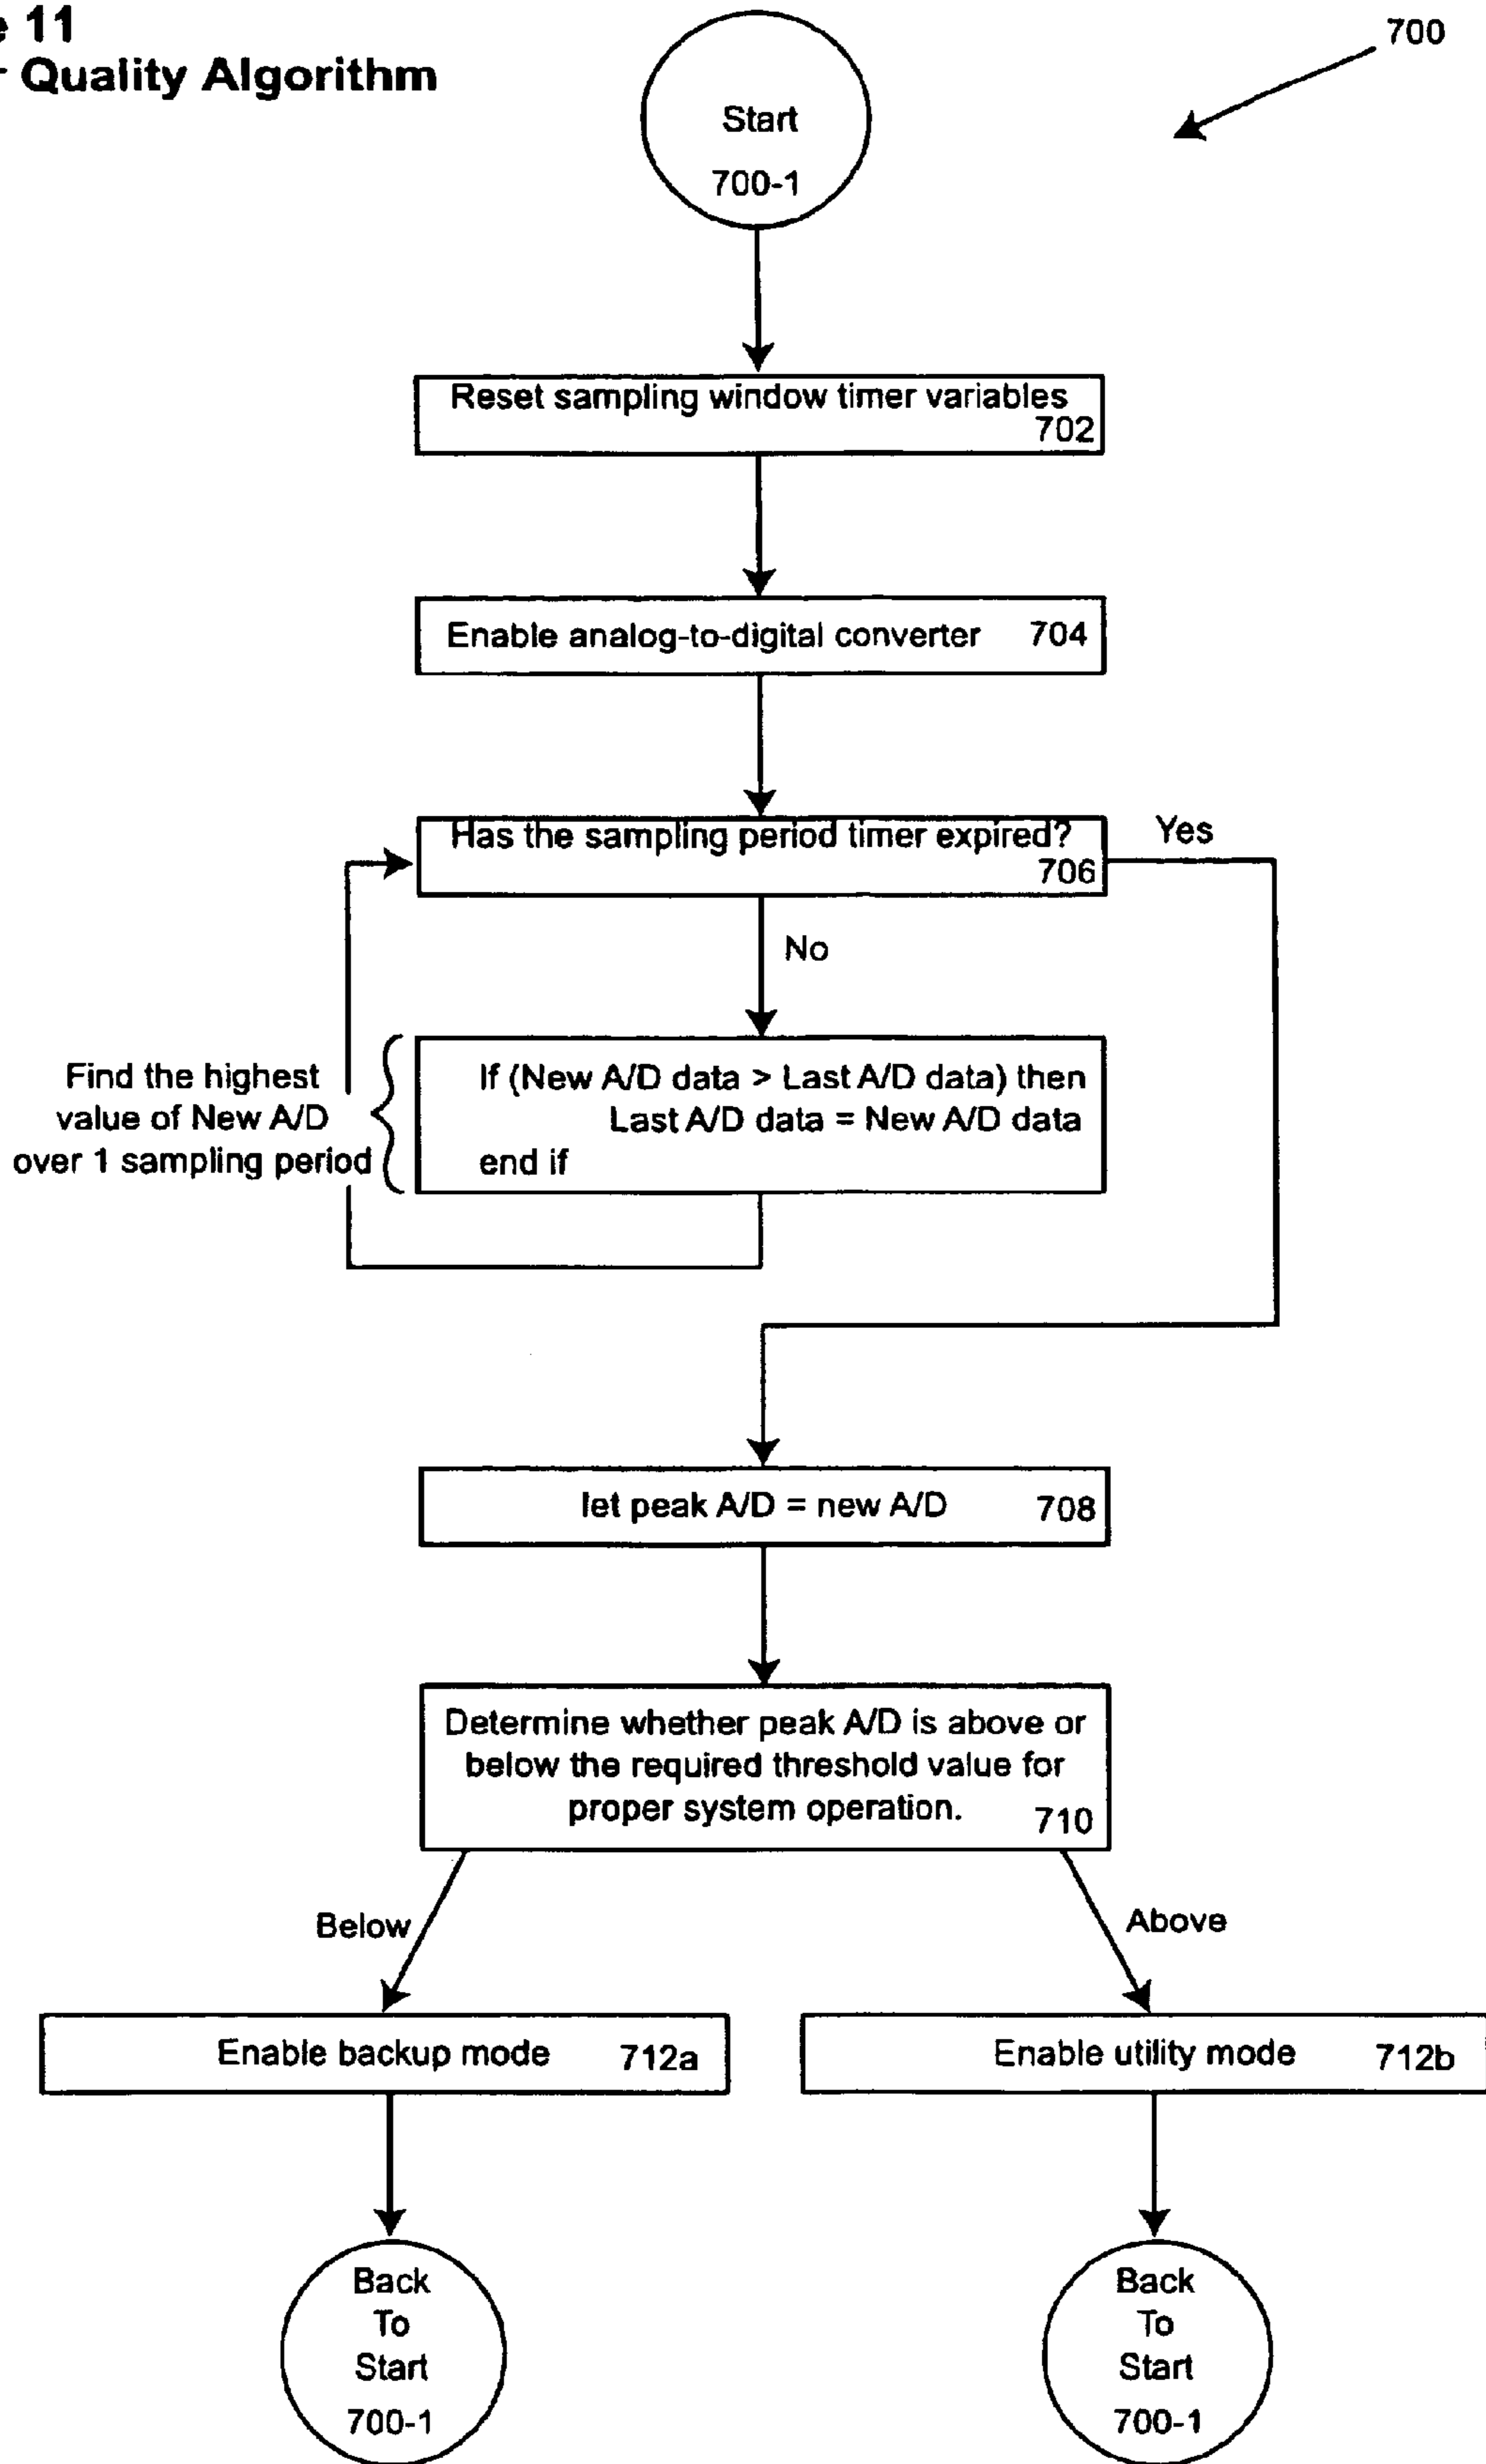 11
Quality Algorithm
700
Start
700-1
Reset sampling window timer variables
702
Enable analog-to-digital converter 704
Has the sampling period timer expired?
706
Yes
No
Find the highest
value of New A/D
over 1 sampling period
If (New A/D data > Last A/D data) then
Last A/D data = New A/D data
end if
let peak A/D = new A/D 708
Determine whether peak A/D is above or
below the required threshold value for
proper system operation. 710
Below
Above
Enable backup mode 712a
Enable utility mode 712b
Back
To
Start
700-1
Back
To
Start
700-1